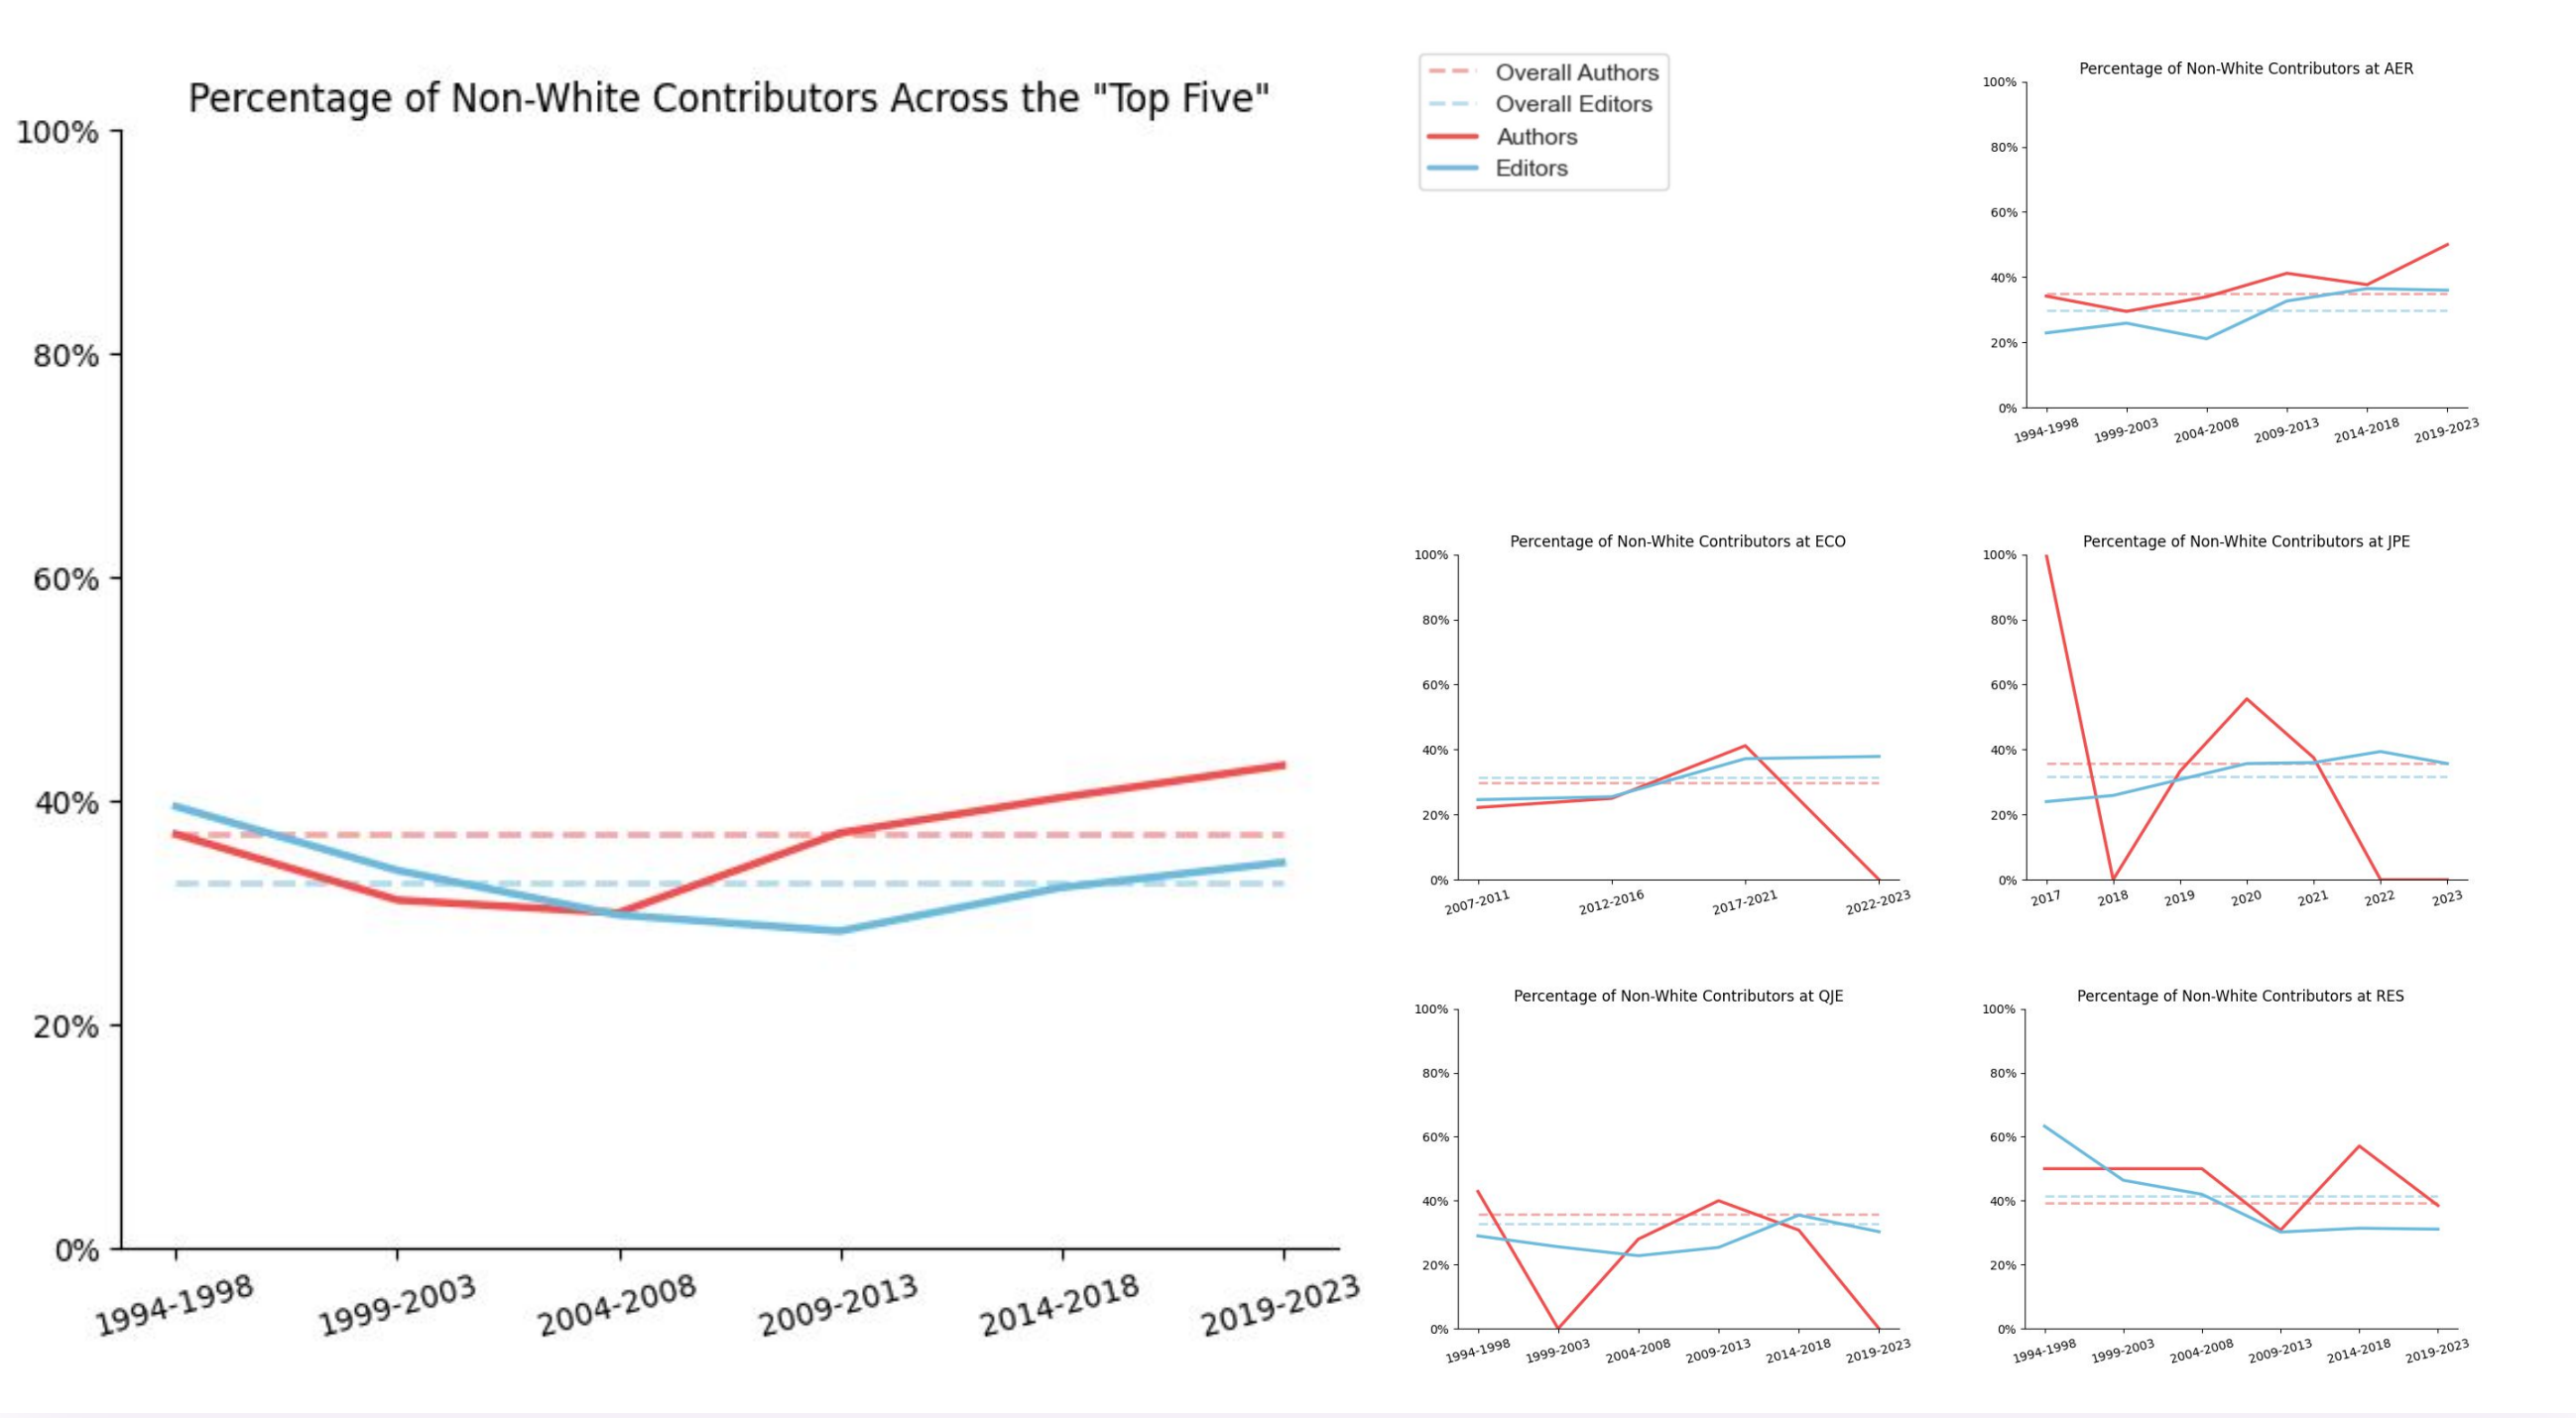 Percentage of Non-White Contributors Across the "Top Five"
100%
80%
60%
40%
20%
0%
1994-1998 1999-2003 2004-2008 2009-2013 2014-2018 2019-2023
Overall Authors
Overall Editors
Authors
Editors
Percentage of Non-White Contributors at AER
100%
80%
60%
40%
20%
0%
1994-1998 1999-2003 2004-2008 2009-2013 2014-2018 2019-2023
Percentage of Non-White Contributors at ECO
100%
80%
60%
40%
20%
0%
2007-2011 2012-2016 2017-2021 2022-2023
Percentage of Non-White Contributors at JPE
100%
80%
60%
40%
20%
0%
2017 2018 2019 2020 2021 2022 2023
Percentage of Non-White Contributors at QJE
100%
80%
60%
40%
20%
0%
1994-1998 1999-2003 2004-2008 2009-2013 2014-2018 2019-2023
Percentage of Non-White Contributors at RES
100%
80%
60%
40%
20%
0%
1994-1998 1999-2003 2004-2008 2009-2013 2014-2018 2019-2023